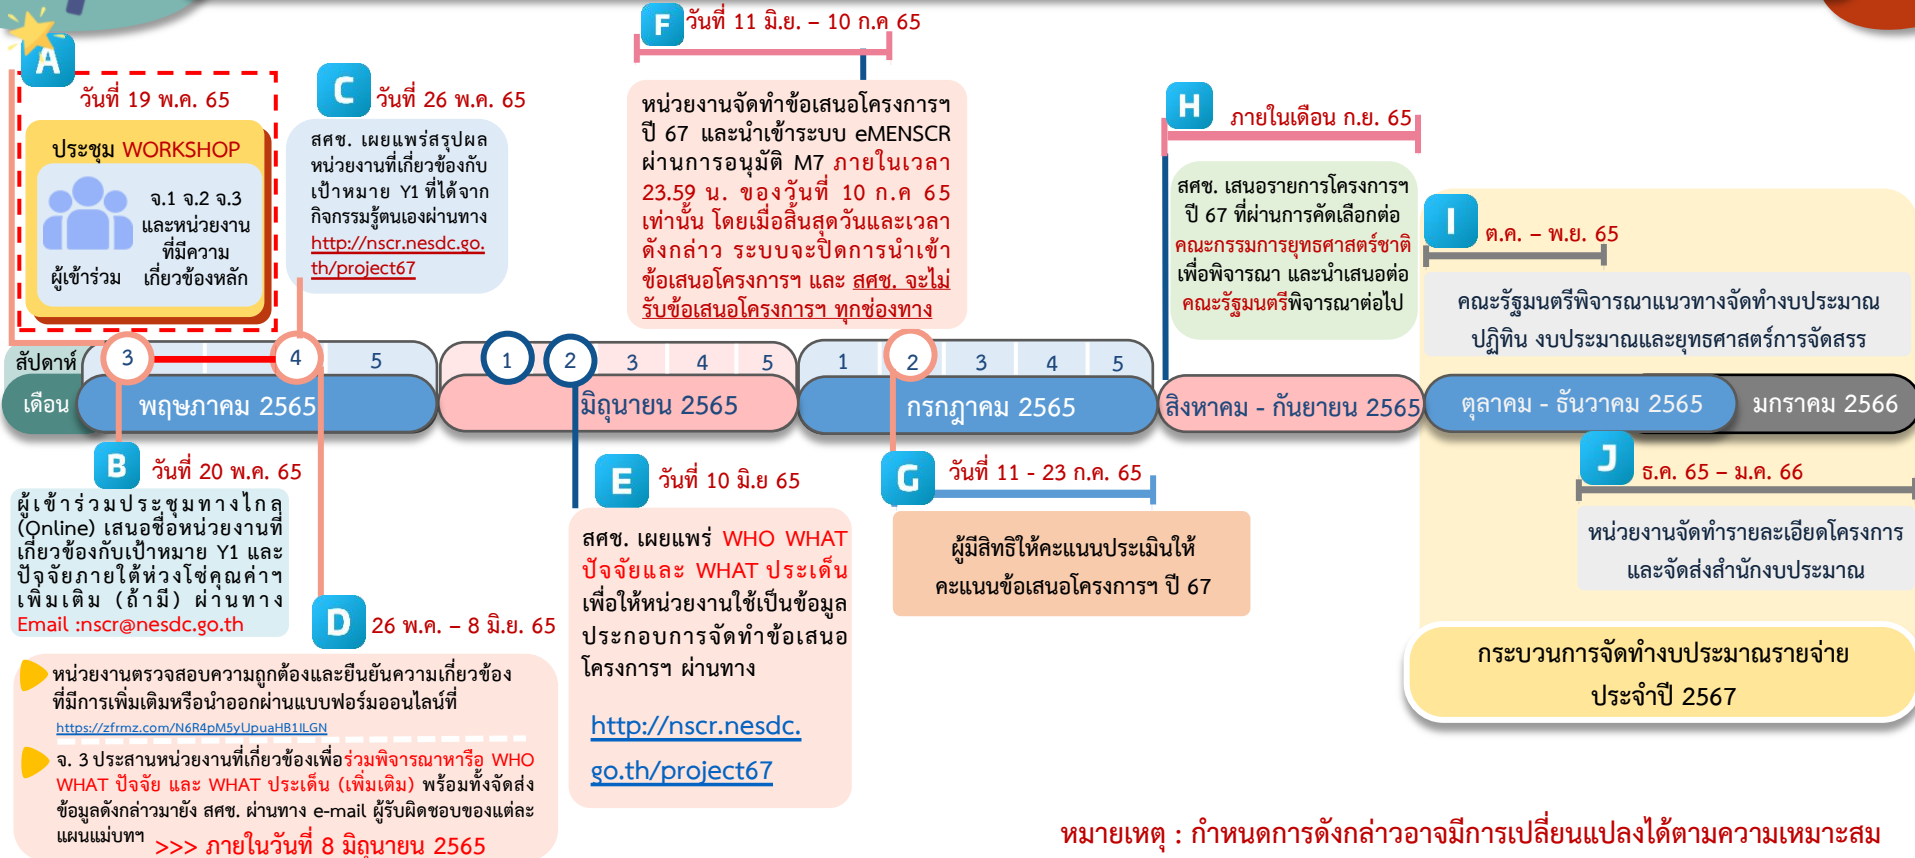 A
วันที่ 19 พ.ค. 65
ประชุม WORKSHOP
จ.1 จ.2 จ.3
และหน่วยงาน
ที่มีความ
เกี่ยวข้องหลัก
ผู้เข้าร่วม
C
วันที่ 26 พ.ค. 65
สศช. เผยแพร่สรุปผล
หน่วยงานที่เกี่ยวข้องกับ
เป้าหมาย Y1 ที่ได้จาก
กิจกรรมรู้ตนเองผ่านทาง
http://nscr.nesdc.go.
th/project67
F
วันที่ 11 มิ.ย. – 10 ก.ค 65
หน่วยงานจัดทำข้อเสนอโครงการฯ
ปี 67 และนำเข้าระบบ eMENSCR
ผ่านการอนุมัติ M7 ภายในเวลา
23.59 น. ของวันที่ 10 ก.ค 65
เท่านั้น โดยเมื่อสิ้นสุดวันและเวลา
ดังกล่าว ระบบจะปิดการนำเข้า
ข้อเสนอโครงการฯ และ สศช. จะไม่
รับข้อเสนอโครงการฯ ทุกช่องทาง
H
ภายในเดือน ก.ย. 65
สศช. เสนอรายการโครงการฯ
ปี 67 ที่ผ่านการคัดเลือกต่อ
คณะกรรมการยุทธศาสตร์ชาติ
เพื่อพิจารณา และนำเสนอต่อ
คณะรัฐมนตรีพิจารณาต่อไป
I
ต.ค. – พ.ย. 65
คณะรัฐมนตรีพิจารณาแนวทางจัดทำงบประมาณ
ปฏิทิน งบประมาณและยุทธศาสตร์การจัดสรร
สัปดาห์ 3 4 5 1 2 3 4 5 1 2 3 4 5
เดือน พฤษภาคม 2565 มิถุนายน 2565 กรกฎาคม 2565 สิงหาคม - กันยายน 2565 ตุลาคม - ธันวาคม 2565 มกราคม 2566
B
วันที่ 20 พ.ค. 65
ผู้เข้าร่วมประชุมทางไกล
(Online) เสนอชื่อหน่วยงานที่
เกี่ยวข้องกับเป้าหมาย Y1 และ
ปัจจัยภายใต้ห่วงโซ่คุณค่าฯ
เพิ่มเติม (ถ้ามี) ผ่านทาง
Email :nscr@nesdc.go.th
D
26 พ.ค. – 8 มิ.ย. 65
หน่วยงานตรวจสอบความถูกต้องและยืนยันความเกี่ยวข้อง
ที่มีการเพิ่มเติมหรือนำออกผ่านแบบฟอร์มออนไลน์ที่
https://zfrmz.com/N6R4pM5yUpuaHB1ILGN
จ. 3 ประสานหน่วยงานที่เกี่ยวข้องเพื่อร่วมพิจารณาหารือ WHO
WHAT ปัจจัย และ WHAT ประเด็น (เพิ่มเติม) พร้อมทั้งจัดส่ง
ข้อมูลดังกล่าวมายัง สศช. ผ่านทาง e-mail ผู้รับผิดชอบของแต่ละ
แผนแม่บทฯ
>>> ภายในวันที่ 8 มิถุนายน 2565
E
วันที่ 10 มิ.ย 65
สศช. เผยแพร่ WHO WHAT
ปัจจัยและ WHAT ประเด็น
เพื่อให้หน่วยงานใช้เป็นข้อมูล
ประกอบการจัดทำข้อเสนอ
โครงการฯ ผ่านทาง
http://nscr.nesdc.
go.th/project67
G
วันที่ 11 - 23 ก.ค. 65
ผู้มีสิทธิให้คะแนนประเมินให้
คะแนนข้อเสนอโครงการฯ ปี 67
J
ธ.ค. 65 – ม.ค. 66
หน่วยงานจัดทำรายละเอียดโครงการ
และจัดส่งสำนักงบประมาณ
กระบวนการจัดทำงบประมาณรายจ่าย
ประจำปี 2567
หมายเหตุ : กำหนดการดังกล่าวอาจมีการเปลี่ยนแปลงได้ตามความเหมาะสม